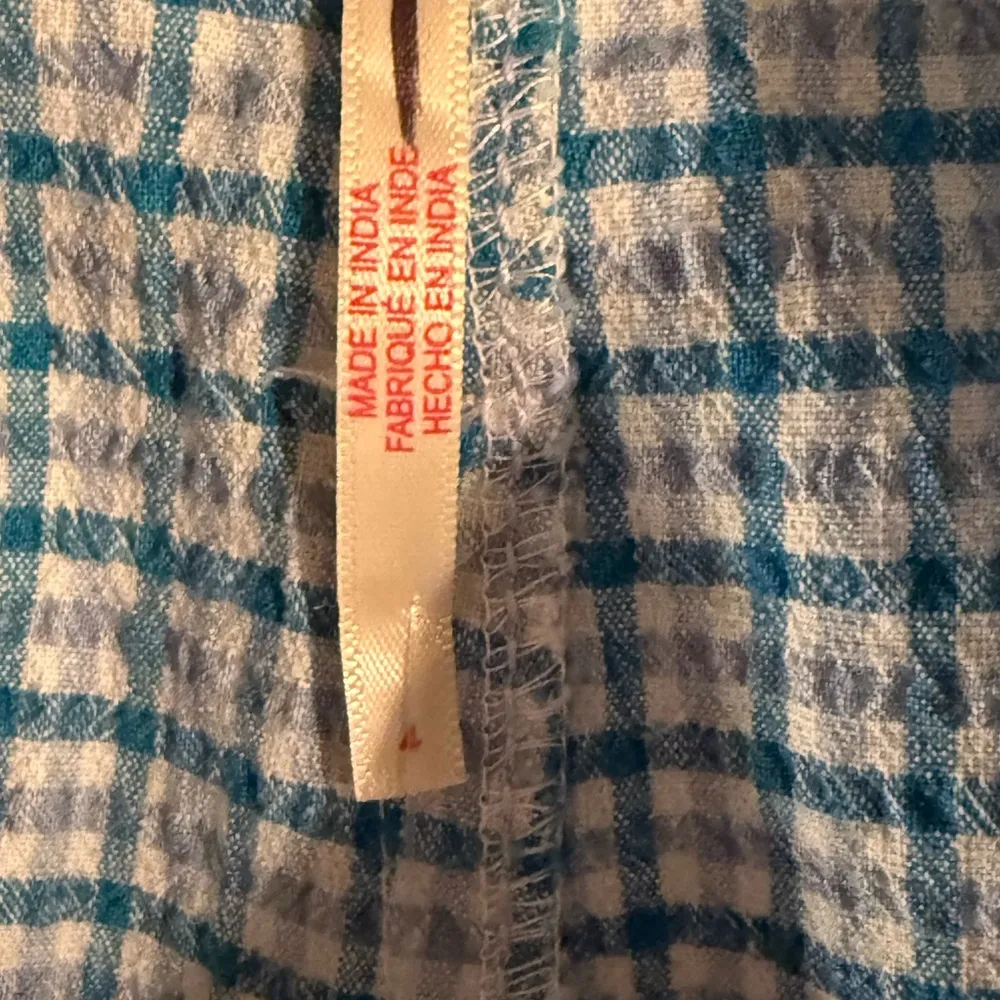 MADE IN INDIA
FABRIQUÉ EN INDE
HECHO EN INDIA